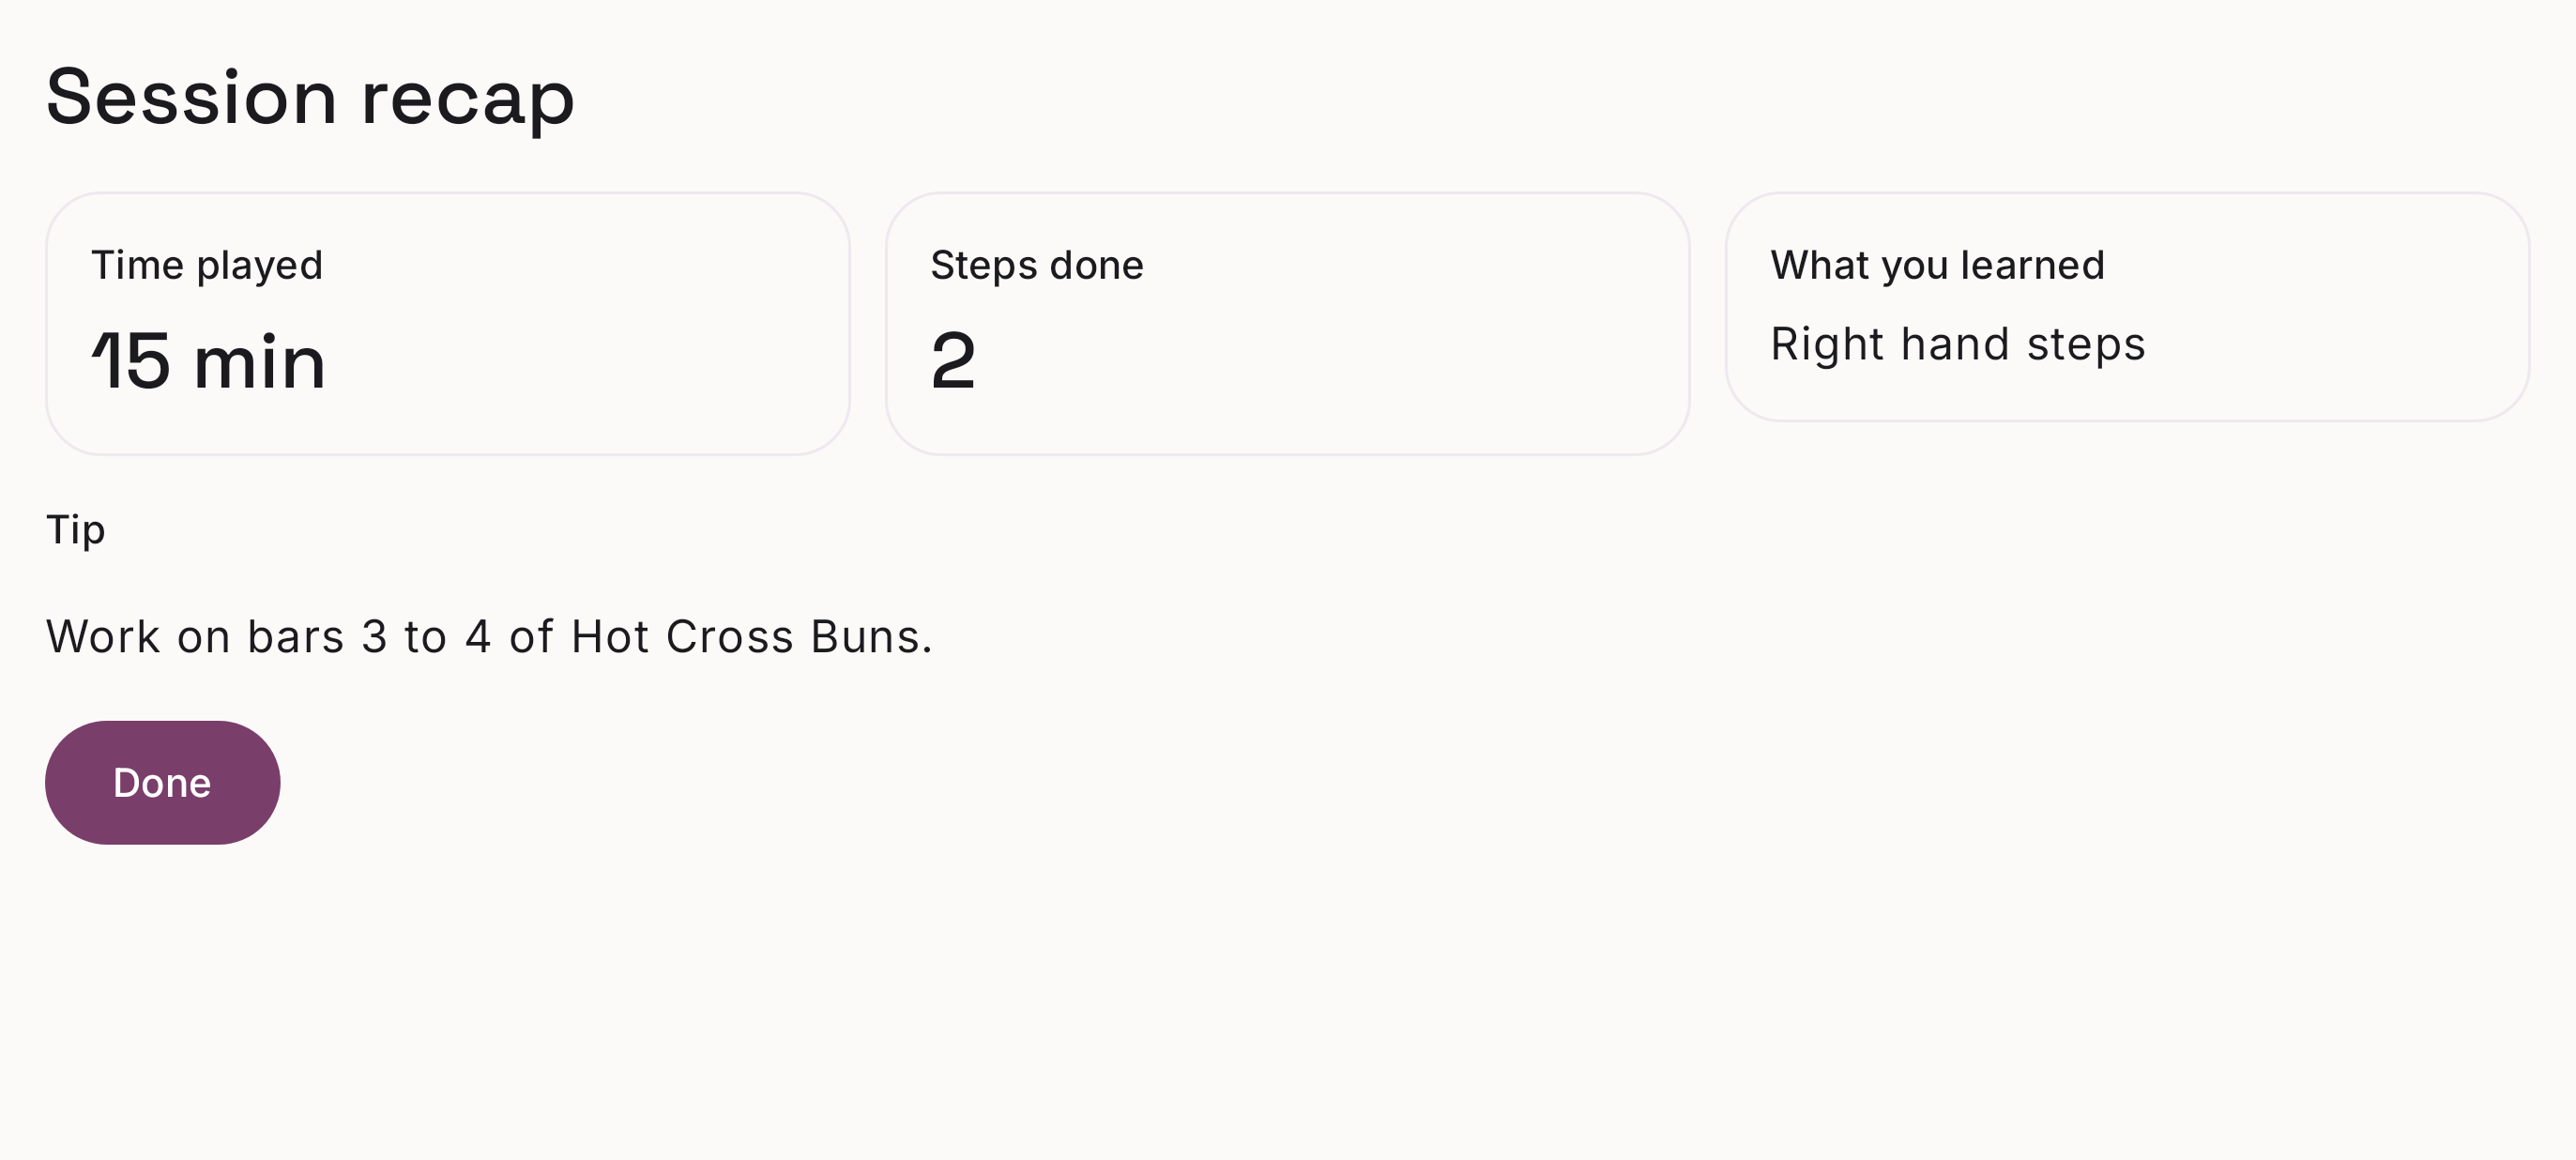 Session recap
Time played
15 min
Steps done
2
What you learned
Right hand steps
Tip
Work on bars 3 to 4 of Hot Cross Buns.
Done